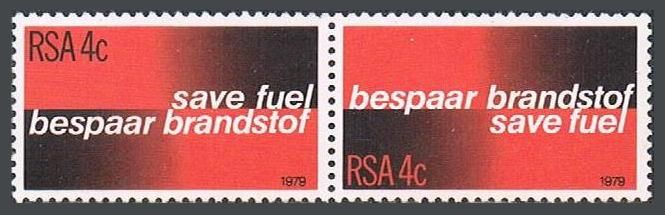 RSA 4c
save fuel
bespaar brandstof
1979
bespaar brandstof
save fuel
RSA 4c
1979